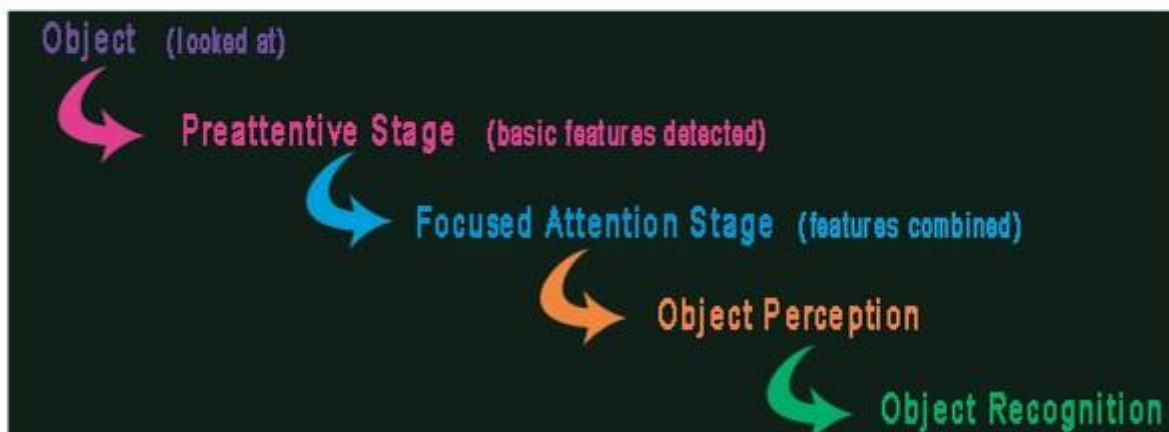 Object (looked at)
Preattentive Stage (basic features detected)
Focused Attention Stage (features combined)
Object Perception
Object Recognition